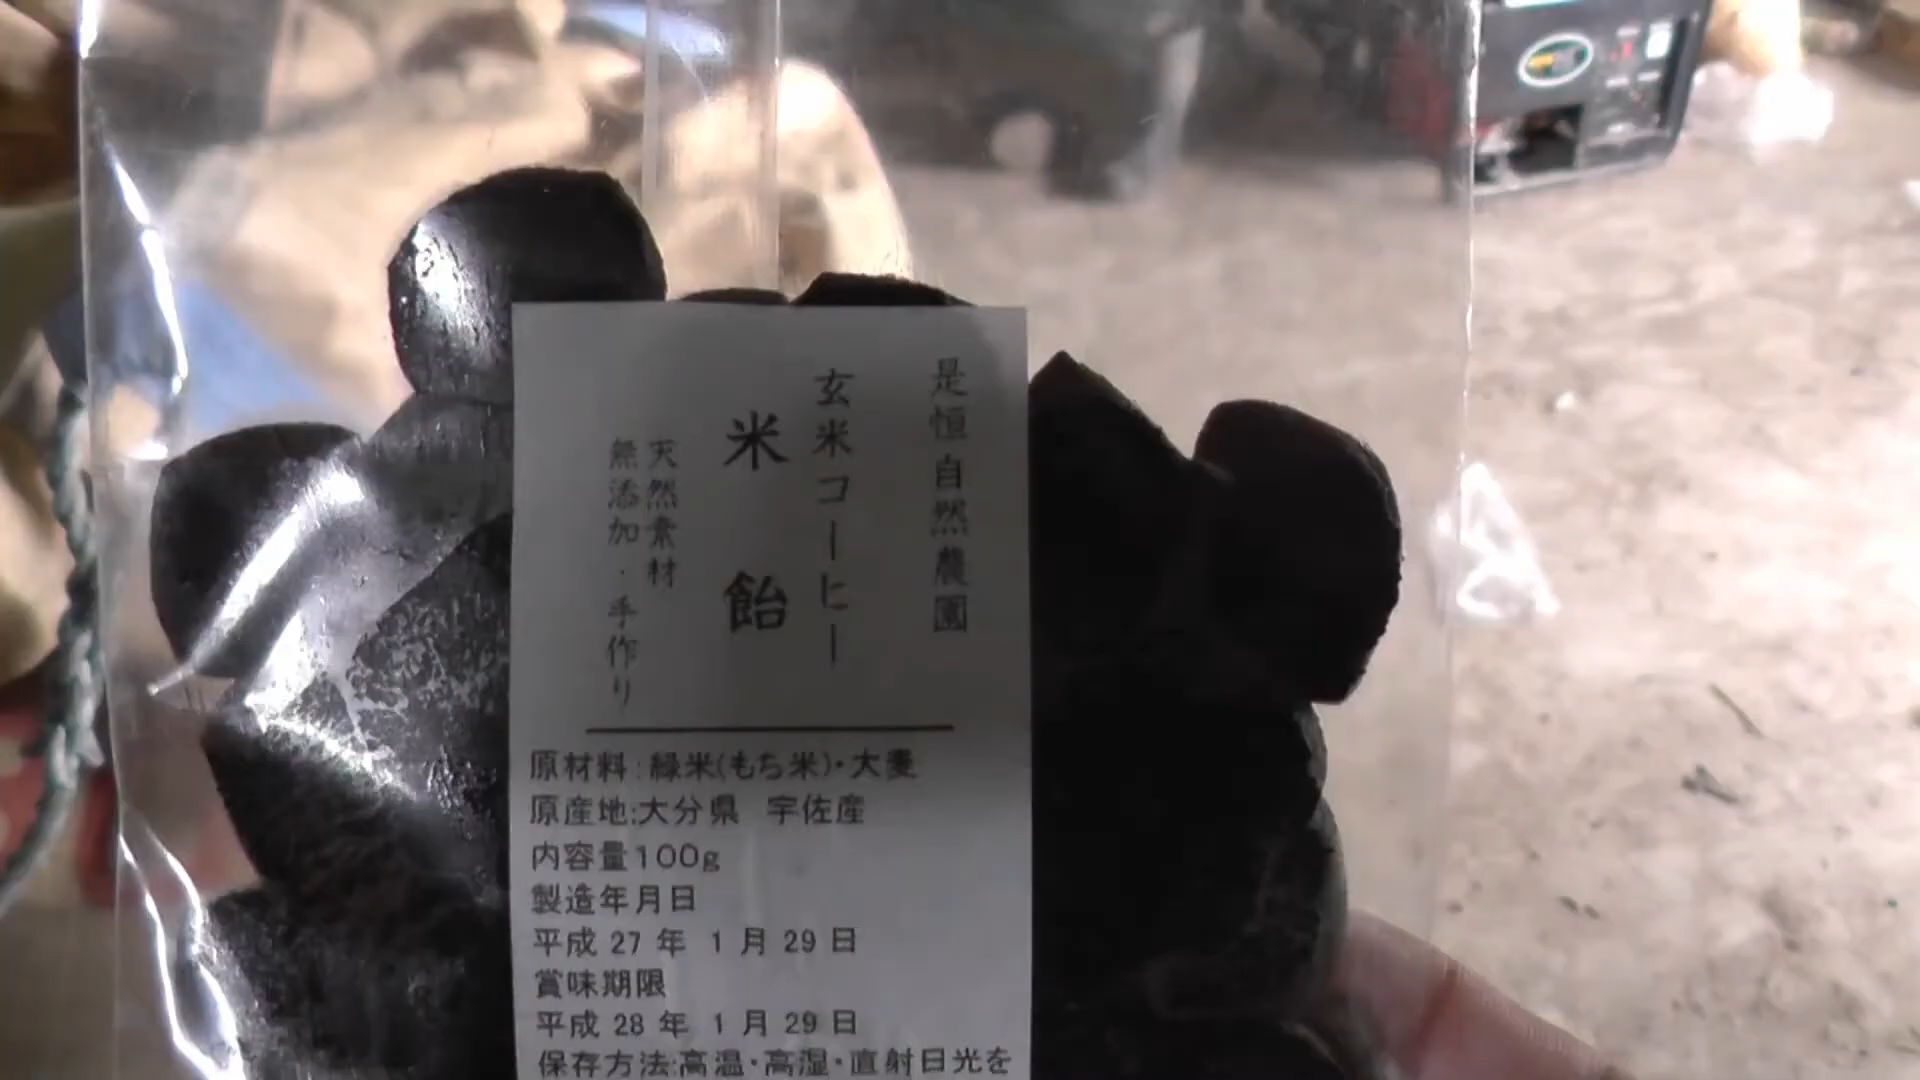 是恒自然農園
玄米コーヒー
米飴
天然素材
無添加・手作り
原材料:緑米(もち米)・大麦
原産地:大分県 宇佐産
内容量100g
製造年月日
平成 27 年 1 月 29 日
賞味期限
平成 28 年 1 月 29 日
保存方法:高温・高湿・直射日光を